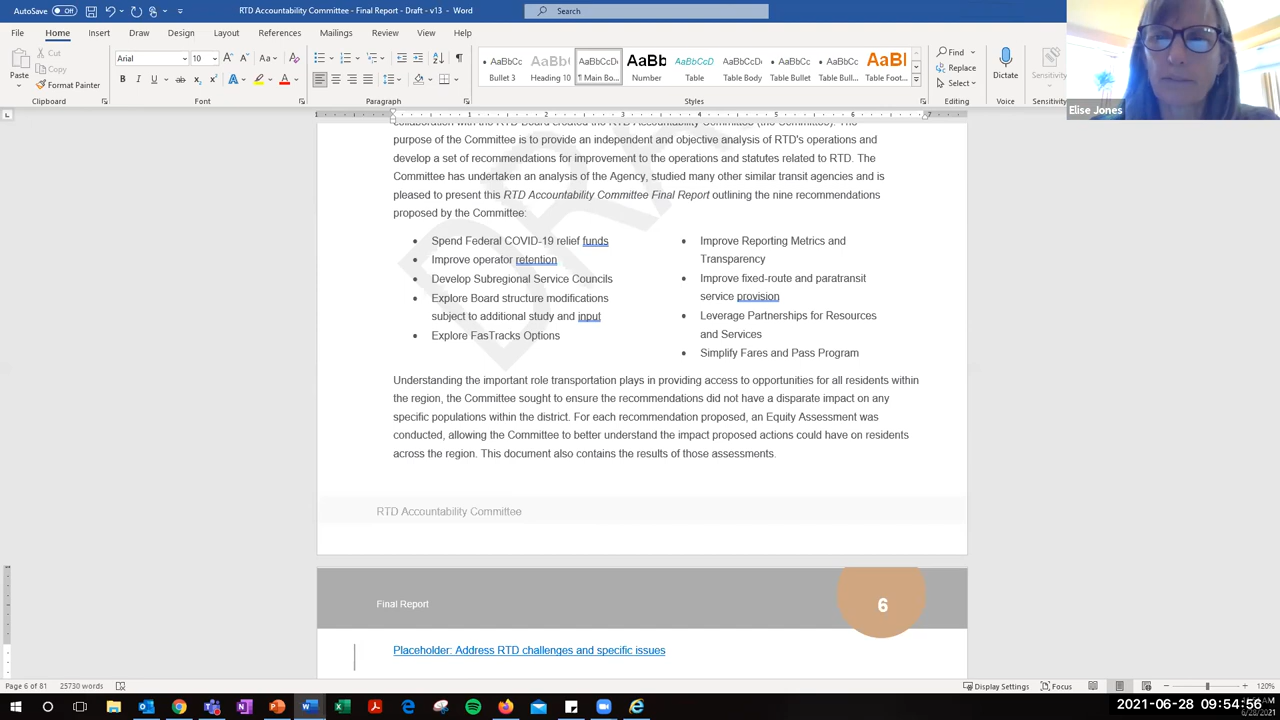 AutoSave Off RTD Accountability Committee - Final Report - Draft - v13 - Word Search
File Home Insert Draw Design Layout References Mailings Review View Help
Paste Cut Copy Format Painter
Arial 10
AaBbCc Bullet 3 AaBbC Heading 10 AaBbCc ¶ Main Bo... AaBb Number AaBbCcD Table AaBbCc Table Body AaBbCc Table Bullet AaBbCc Table Bull... AaBl Table Foot...
Find Replace Select
Dictate Sensitivity
Clipboard Font Paragraph Styles Editing Voice Sensitivity
Elise Jones
purpose of the Committee is to provide an independent and objective analysis of RTD's operations and
develop a set of recommendations for improvement to the operations and statutes related to RTD. The
Committee has undertaken an analysis of the Agency, studied many other similar transit agencies and is
pleased to present this RTD Accountability Committee Final Report outlining the nine recommendations
proposed by the Committee:
• Spend Federal COVID-19 relief funds
• Improve operator retention
• Develop Subregional Service Councils
• Explore Board structure modifications
subject to additional study and input
• Explore FasTracks Options
• Improve Reporting Metrics and
Transparency
• Improve fixed-route and paratransit
service provision
• Leverage Partnerships for Resources
and Services
• Simplify Fares and Pass Program
Understanding the important role transportation plays in providing access to opportunities for all residents within
the region, the Committee sought to ensure the recommendations did not have a disparate impact on any
specific populations within the district. For each recommendation proposed, an Equity Assessment was
conducted, allowing the Committee to better understand the impact proposed actions could have on residents
across the region. This document also contains the results of those assessments.
RTD Accountability Committee
Final Report 6
Placeholder: Address RTD challenges and specific issues
Page 6 of 81 25730 words Display Settings Focus 120%
2021-06-28 09:54:56